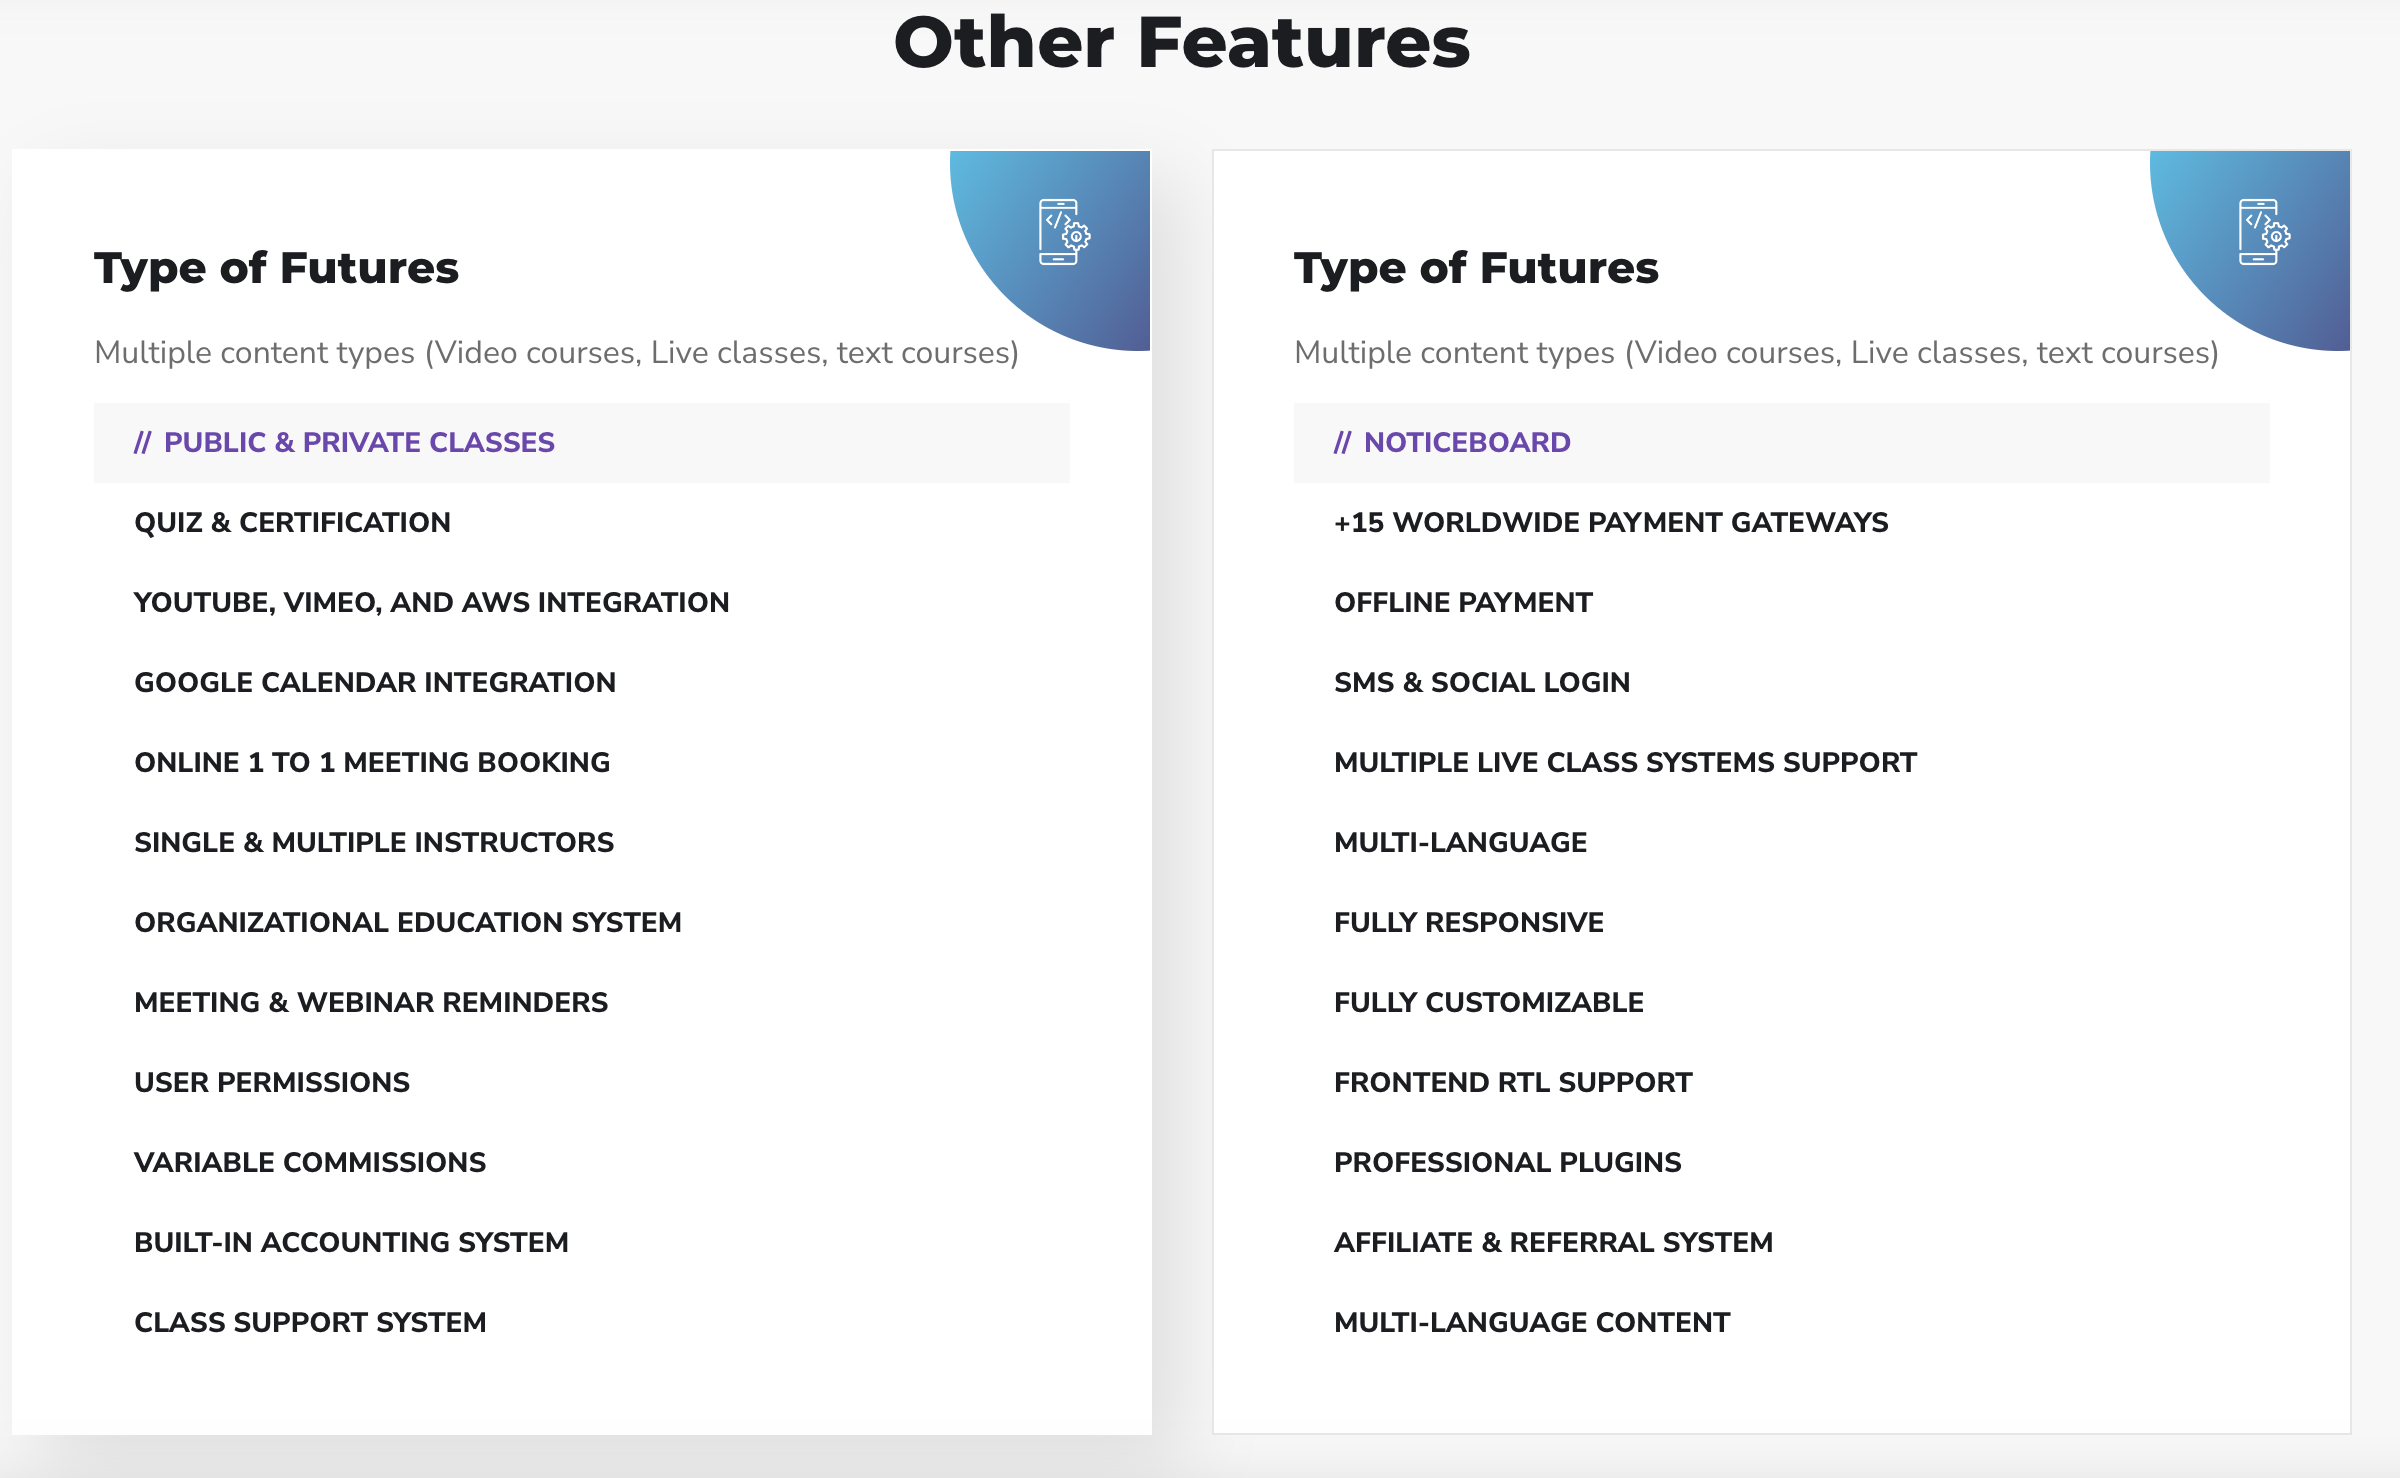 Other Features
Type of Futures
Multiple content types (Video courses, Live classes, text courses)
// PUBLIC & PRIVATE CLASSES
QUIZ & CERTIFICATION
YOUTUBE, VIMEO, AND AWS INTEGRATION
GOOGLE CALENDAR INTEGRATION
ONLINE 1 TO 1 MEETING BOOKING
SINGLE & MULTIPLE INSTRUCTORS
ORGANIZATIONAL EDUCATION SYSTEM
MEETING & WEBINAR REMINDERS
USER PERMISSIONS
VARIABLE COMMISSIONS
BUILT-IN ACCOUNTING SYSTEM
CLASS SUPPORT SYSTEM
Type of Futures
Multiple content types (Video courses, Live classes, text courses)
// NOTICEBOARD
+15 WORLDWIDE PAYMENT GATEWAYS
OFFLINE PAYMENT
SMS & SOCIAL LOGIN
MULTIPLE LIVE CLASS SYSTEMS SUPPORT
MULTI-LANGUAGE
FULLY RESPONSIVE
FULLY CUSTOMIZABLE
FRONTEND RTL SUPPORT
PROFESSIONAL PLUGINS
AFFILIATE & REFERRAL SYSTEM
MULTI-LANGUAGE CONTENT